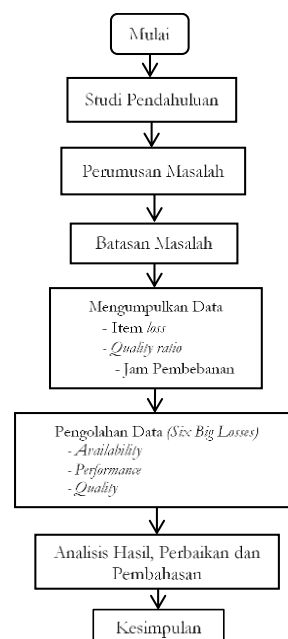 Mulai
Studi Pendahuluan
Perumusan Masalah
Batasan Masalah
Mengumpulkan Data
- Item loss
- Quality ratio
- Jam Pembebanan
Pengolahan Data (Six Big Losses)
- Availability
- Performance
- Quality
Analisis Hasil, Perbaikan dan
Pembahasan
Kesimpulan